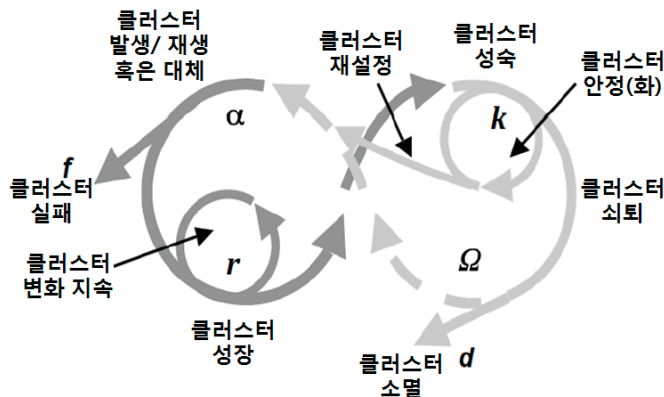 클러스터
발생/ 재생
혹은 대체
클러스터
재설정
클러스터
성숙
클러스터
안정(화)
α
k
f
클러스터
실패
클러스터
쇠퇴
클러스터
변화 지속
r
Ω
클러스터
성장
클러스터
소멸
d